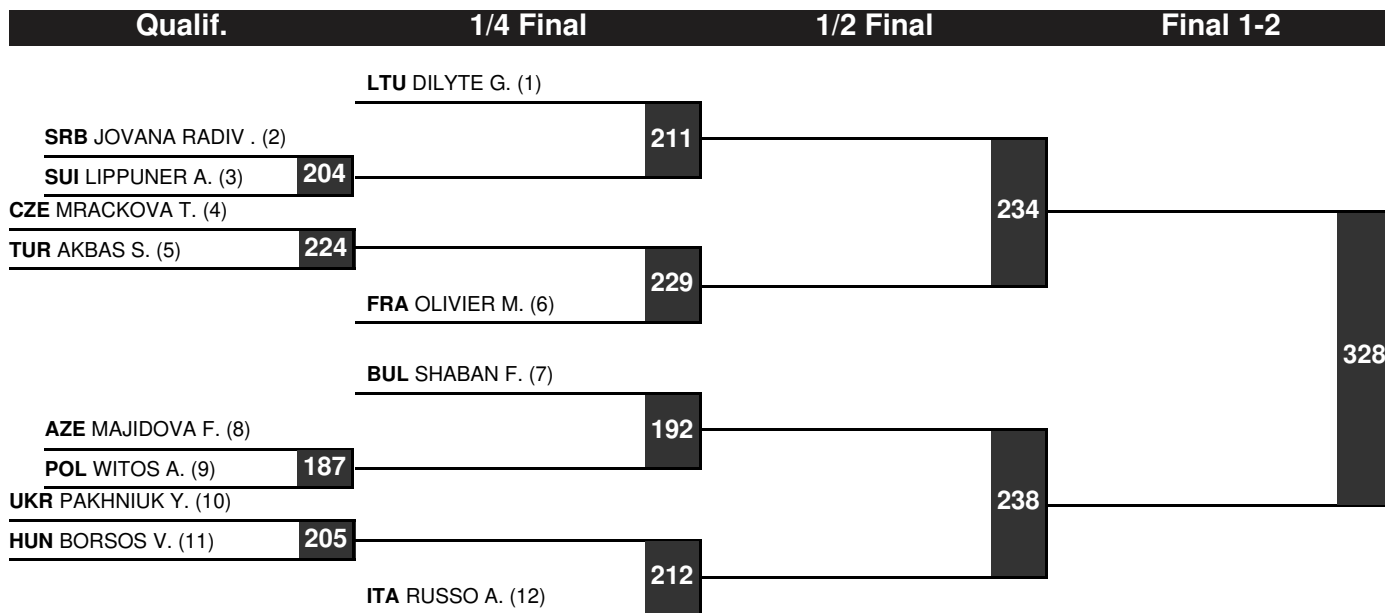 Qualif. 1/4 Final 1/2 Final Final 1-2
LTU DILYTE G. (1)
SRB JOVANA RADIV . (2)
211
SUI LIPPUNER A. (3) 204
CZE MRACKOVA T. (4) 234
TUR AKBAS S. (5) 224
229
FRA OLIVIER M. (6)
328
BUL SHABAN F. (7)
AZE MAJIDOVA F. (8) 192
POL WITOS A. (9) 187
UKR PAKHNIUK Y. (10) 238
HUN BORSOS V. (11) 205
212
ITA RUSSO A. (12)